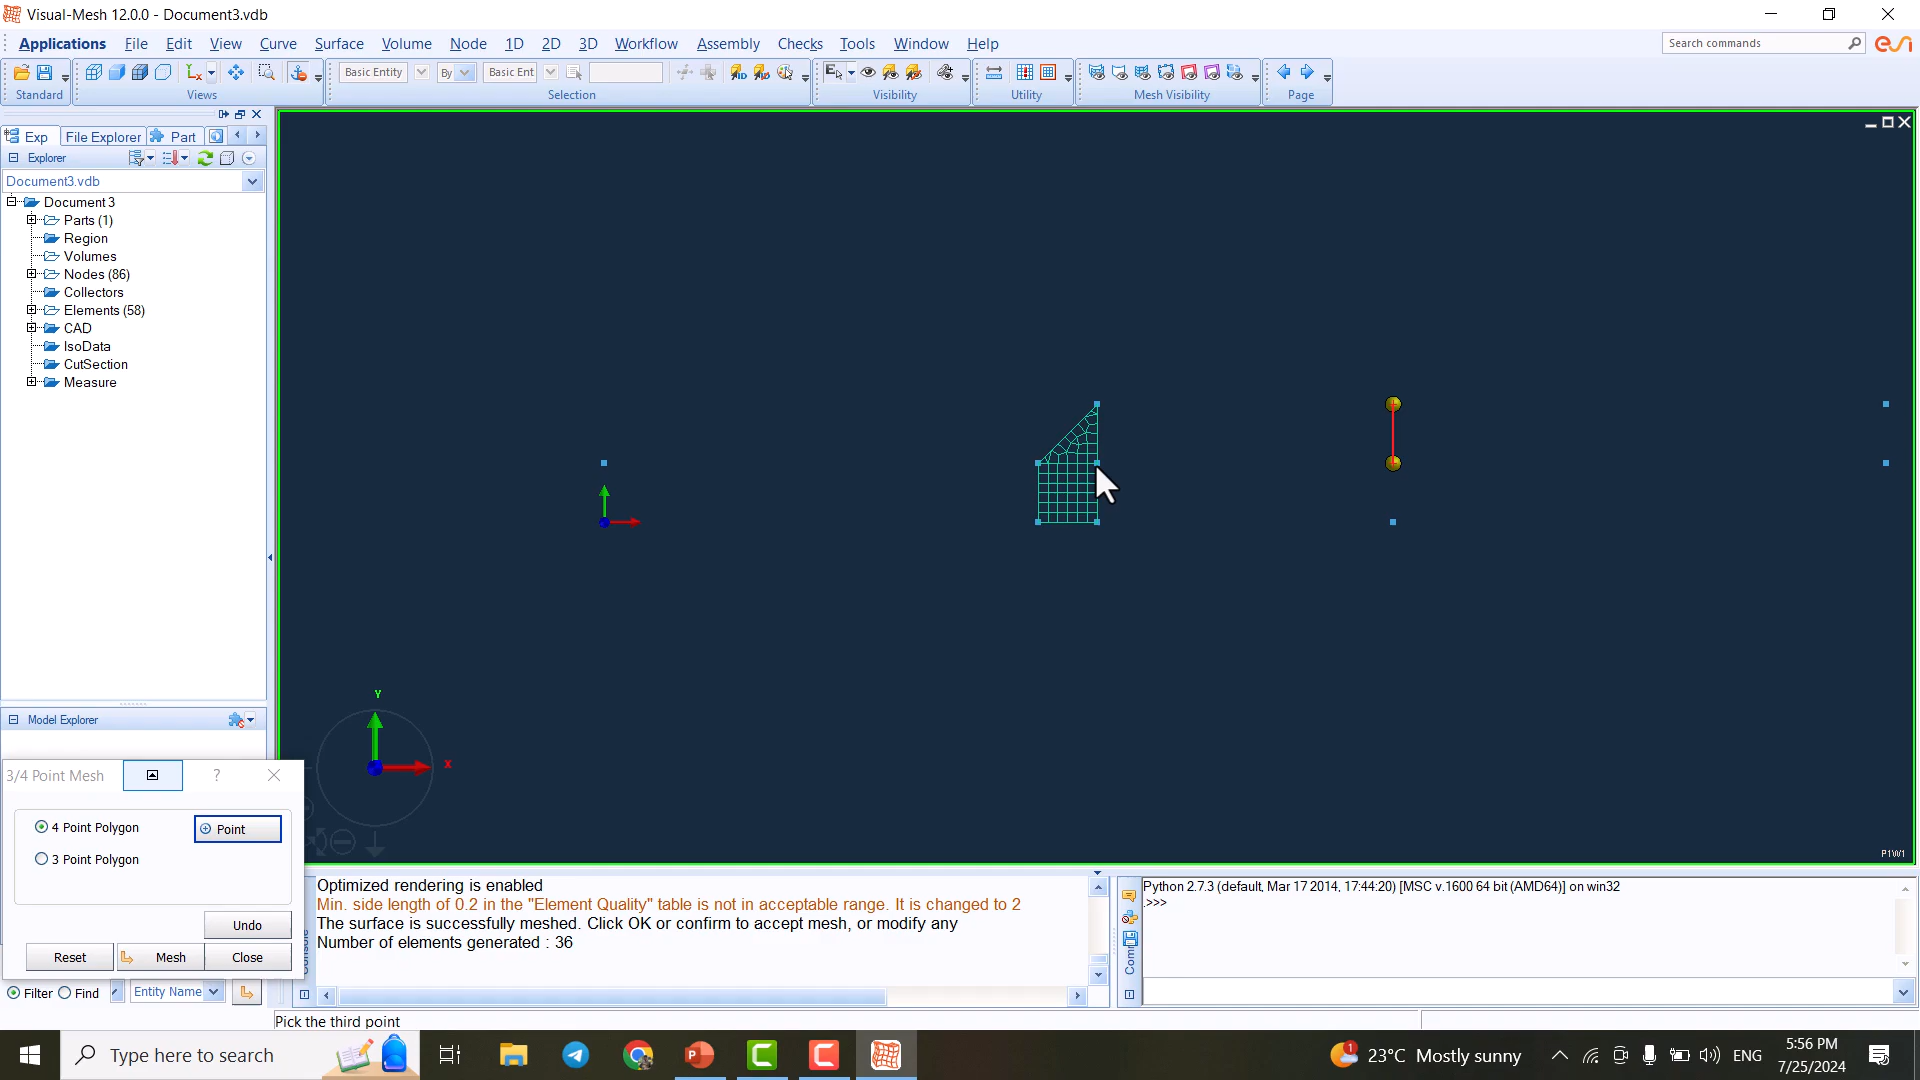 Visual-Mesh 12.0.0 - Document3.vdb
Applications File Edit View Curve Surface Volume Node 1D 2D 3D Workflow Assembly Checks Tools Window Help
Search commands
esi
Basic Entity By Basic Ent
Standard Views Selection Visibility Utility Mesh Visibility Page
Exp File Explorer Part
Explorer
Document3.vdb
Document 3
Parts (1)
Region
Volumes
Nodes (86)
Collectors
Elements (58)
CAD
IsoData
CutSection
Measure
Model Explorer
3/4 Point Mesh ?
4 Point Polygon Point
3 Point Polygon
Undo
Reset Mesh Close
Filter Find Entity Name
Y
X
P1W1
Optimized rendering is enabled
Min. side length of 0.2 in the "Element Quality" table is not in acceptable range. It is changed to 2
The surface is successfully meshed. Click OK or confirm to accept mesh, or modify any
Number of elements generated : 36
Python 2.7.3 (default, Mar 17 2014, 17:44:20) [MSC v.1600 64 bit (AMD64)] on win32
.>>>
Pick the third point
Type here to search
1
23°C Mostly sunny
ENG
5:56 PM
7/25/2024